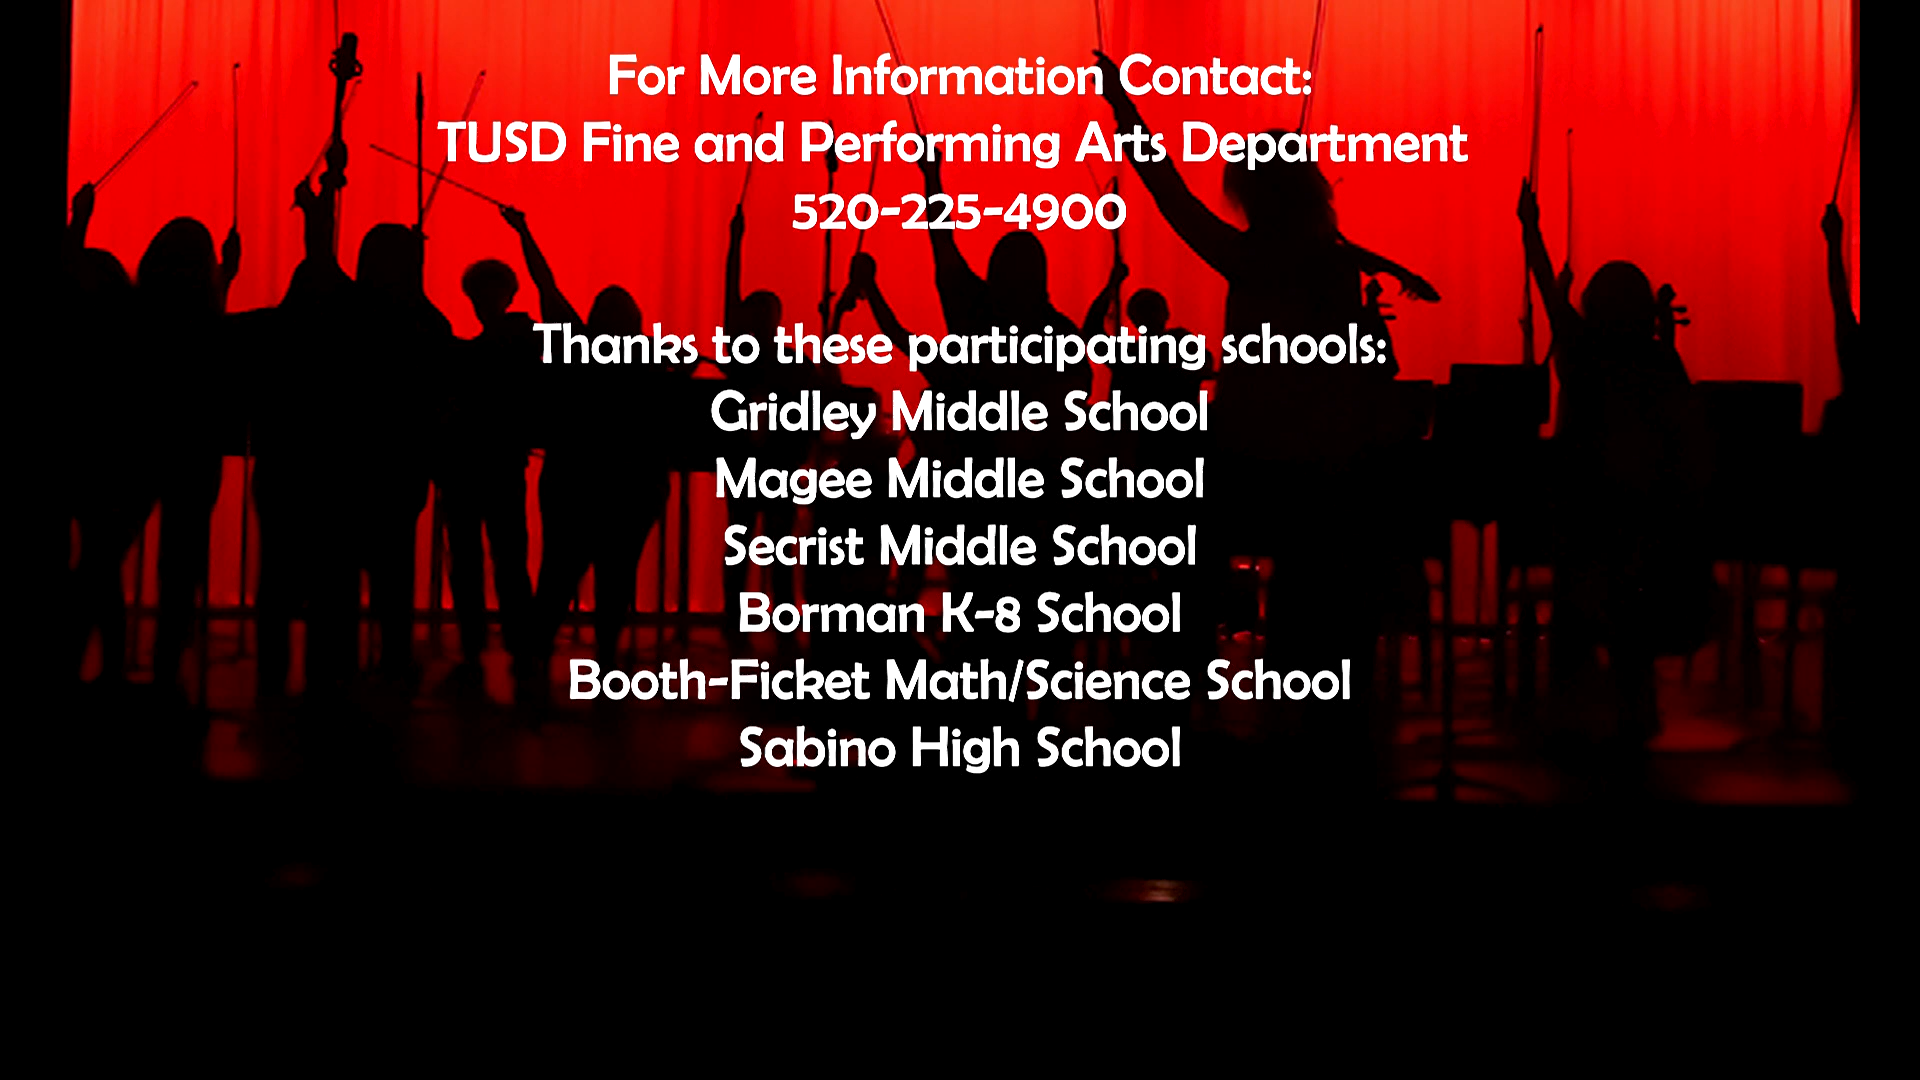 For More Information Contact:
TUSD Fine and Performing Arts Department
520-225-4900
Thanks to these participating schools:
Gridley Middle School
Magee Middle School
Secrist Middle School
Borman K-8 School
Booth-Ficket Math/Science School
Sabino High School